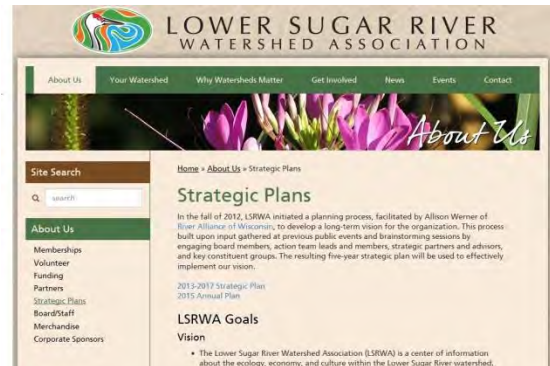 LOWER SUGAR RIVER
WATERSHED ASSOCIATION
About Us Your Watershed Why Watersheds Matter Get Involved News Events Contact
About Us
Site Search
search
About Us
Memberships
Volunteer
Funding
Partners
Strategic Plans
Board/Staff
Merchandise
Corporate Sponsors
Home » About Us » Strategic Plans
Strategic Plans
In the fall of 2012, LSRWA initiated a planning process, facilitated by Allison Werner of
River Alliance of Wisconsin, to develop a long-term vision for the organization. This process
built upon input gathered at previous public events and brainstorming sessions by
engaging board members, action team leads and members, strategic partners and advisors,
and key constituent groups. The resulting five-year strategic plan will be used to effectively
implement our vision.
2013-2017 Strategic Plan
2015 Annual Plan
LSRWA Goals
Vision
• The Lower Sugar River Watershed Association (LSRWA) is a center of information
about the ecology, economy, and culture within the Lower Sugar River watershed,